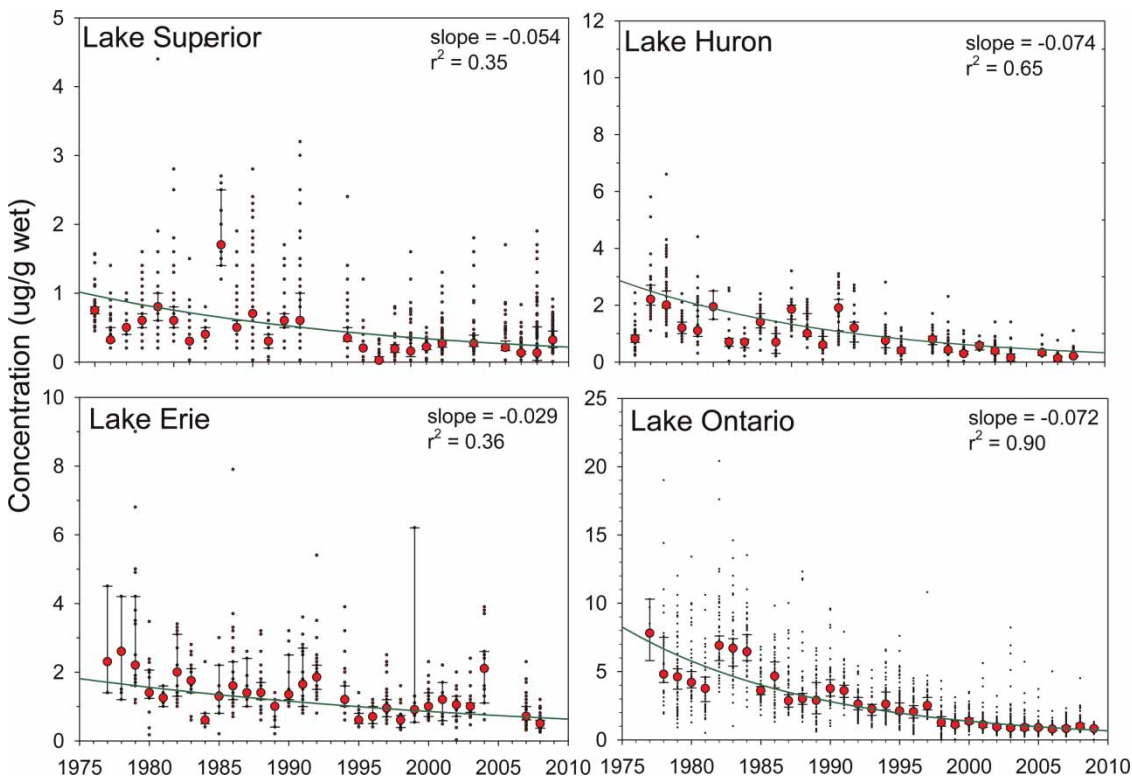 Concentration (ug/g wet)
Lake Superior
slope = -0.054
r² = 0.35
5
4
3
2
1
0
Lake Huron
slope = -0.074
r² = 0.65
12
10
8
6
4
2
0
Lake Erie
slope = -0.029
r² = 0.36
10
8
6
4
2
0
1975 1980 1985 1990 1995 2000 2005 2010
Lake Ontario
slope = -0.072
r² = 0.90
25
20
15
10
5
0
1975 1980 1985 1990 1995 2000 2005 2010